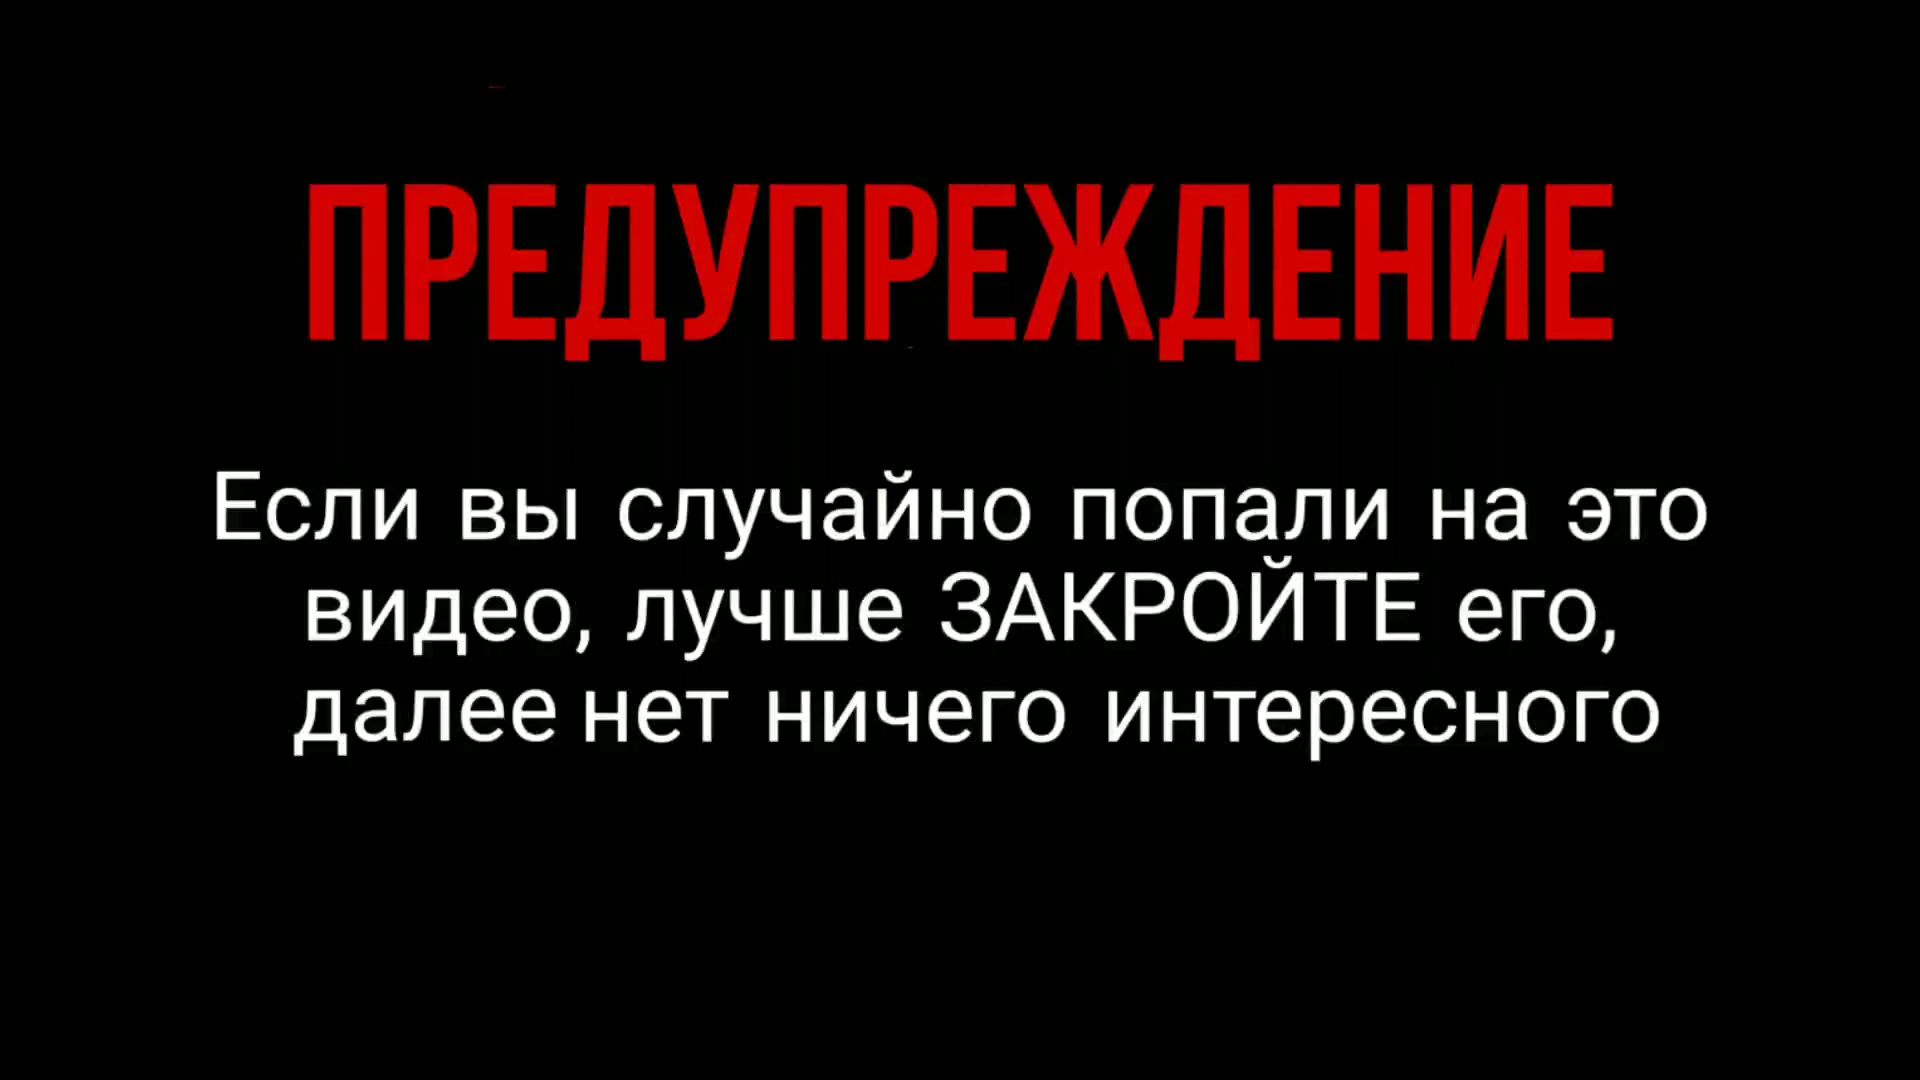 ПРЕДУПРЕЖДЕНИЕ
Если вы случайно попали на это
видео, лучше ЗАКРОЙТЕ его,
далее нет ничего интересного